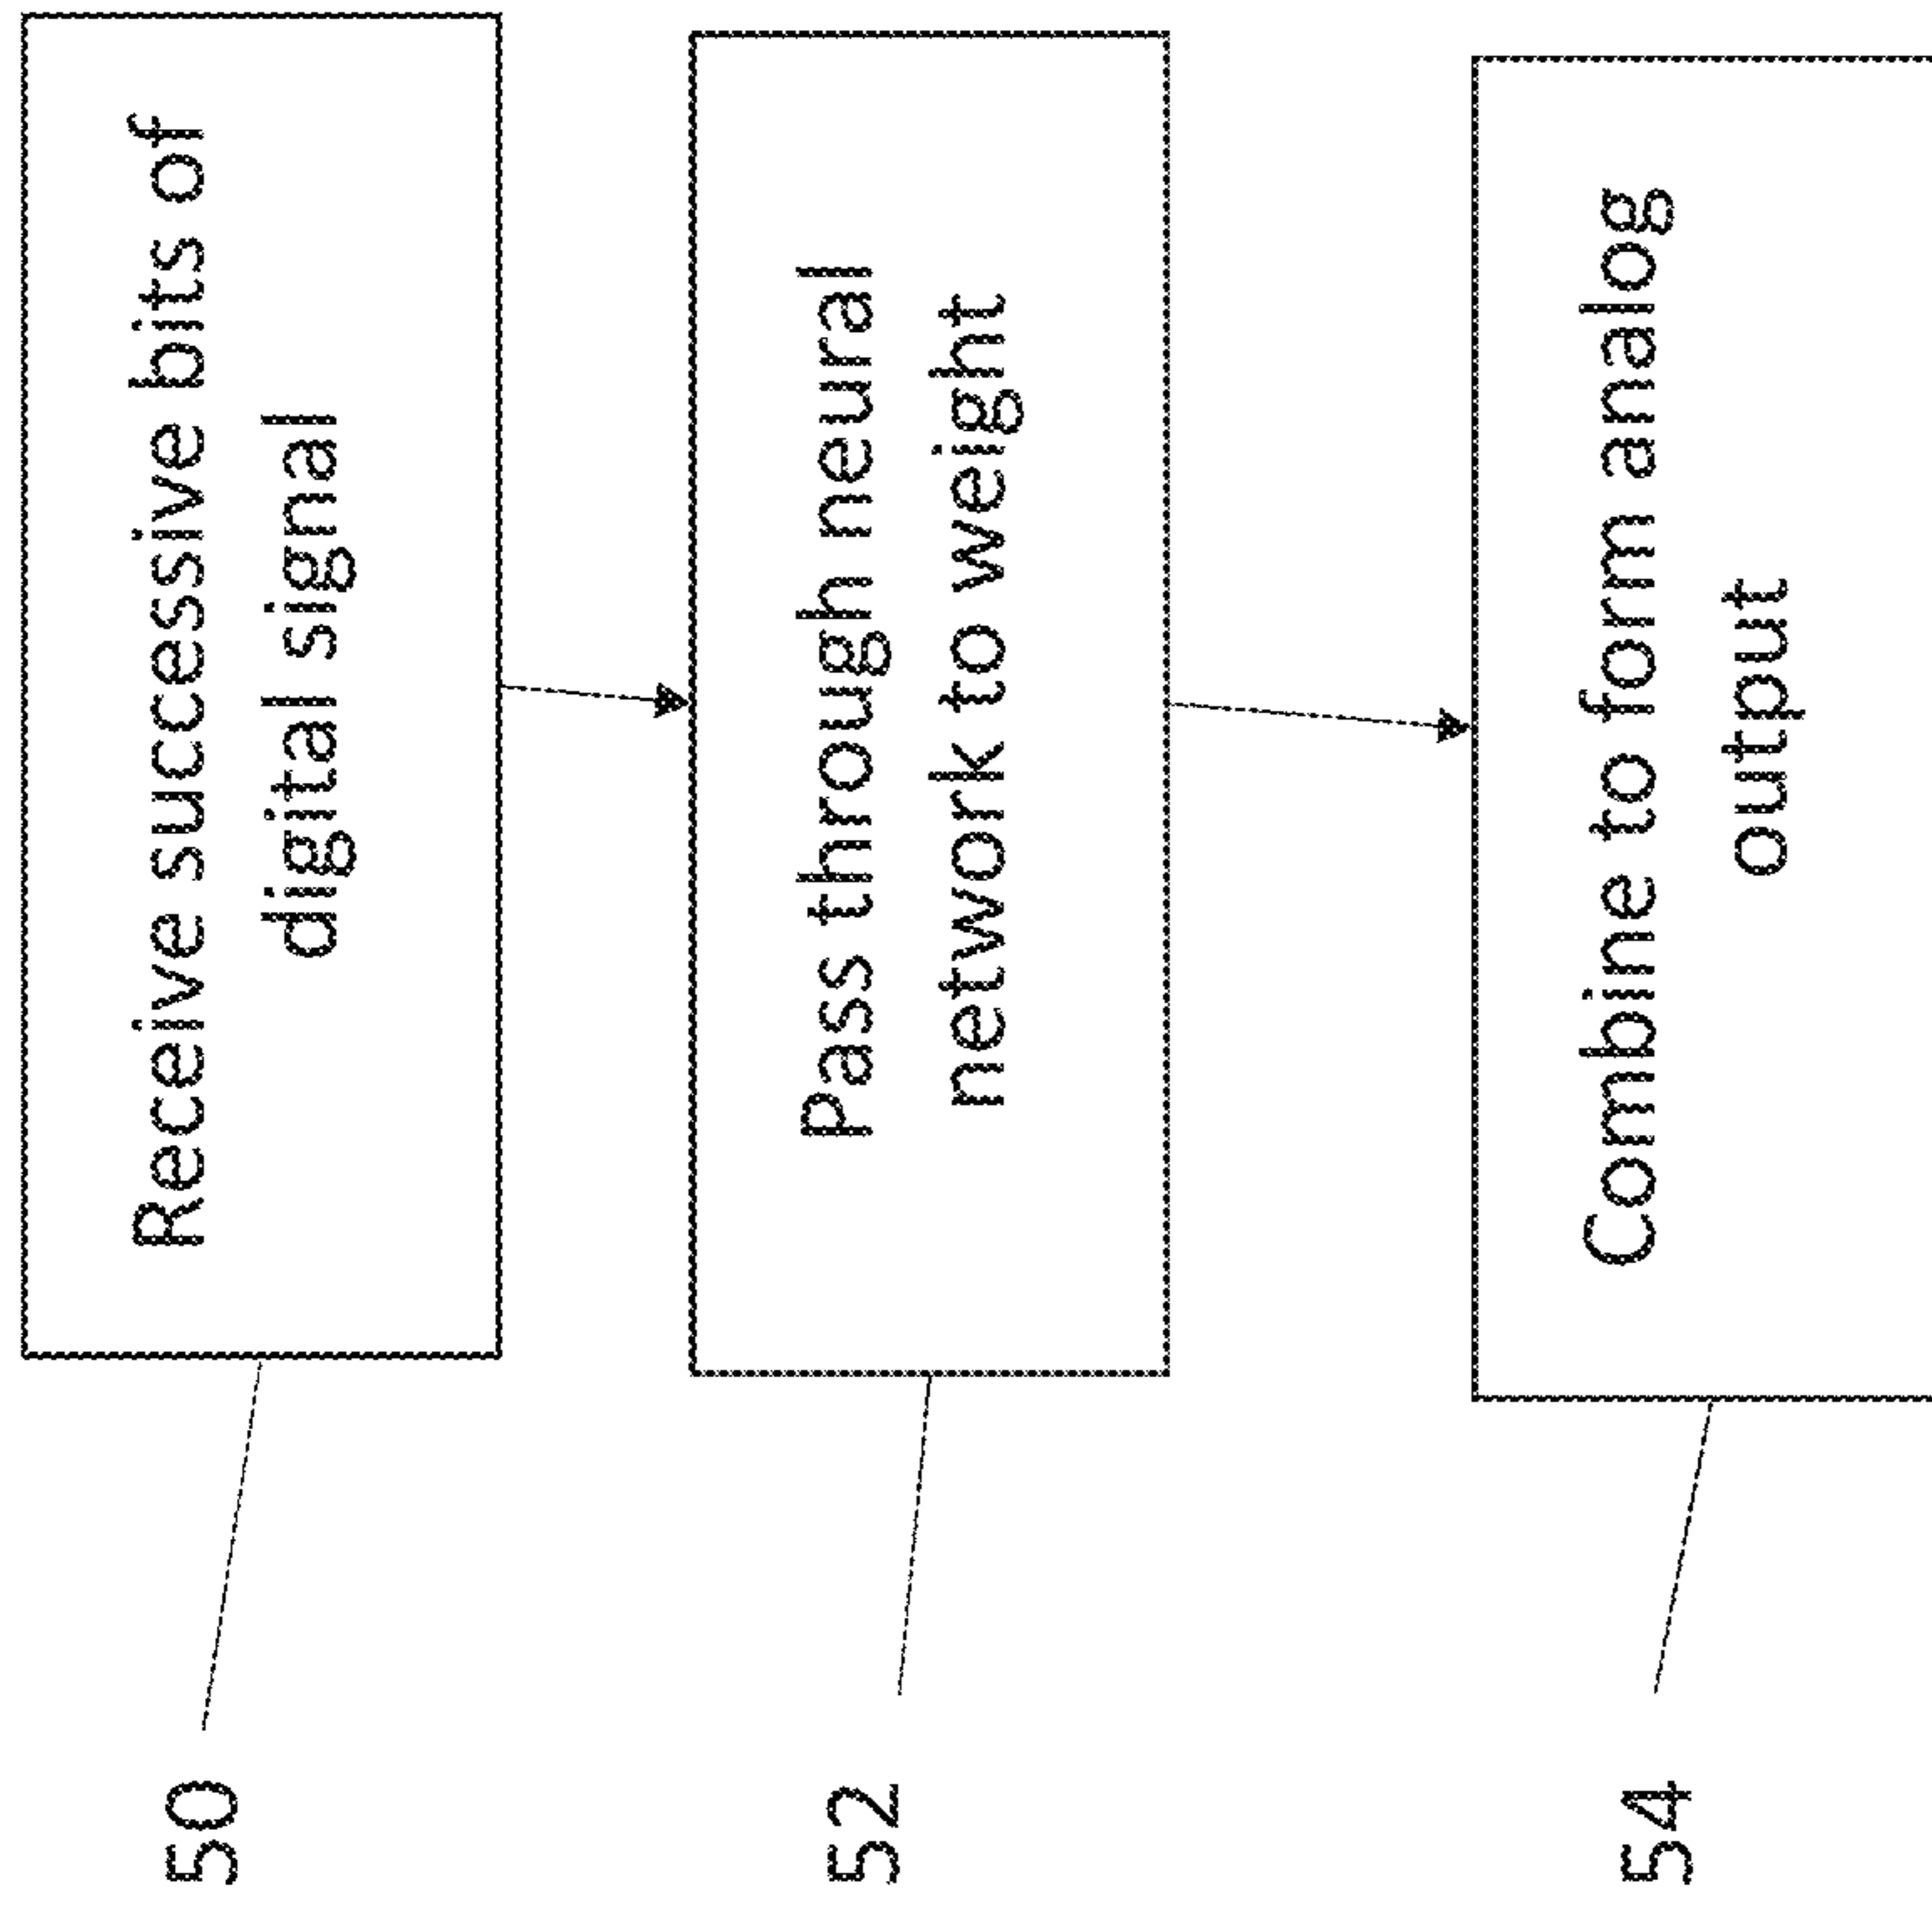 50
Receive successive bits of
digital signal
52
Pass through neural
network to weight
54
Combine to form analog
output